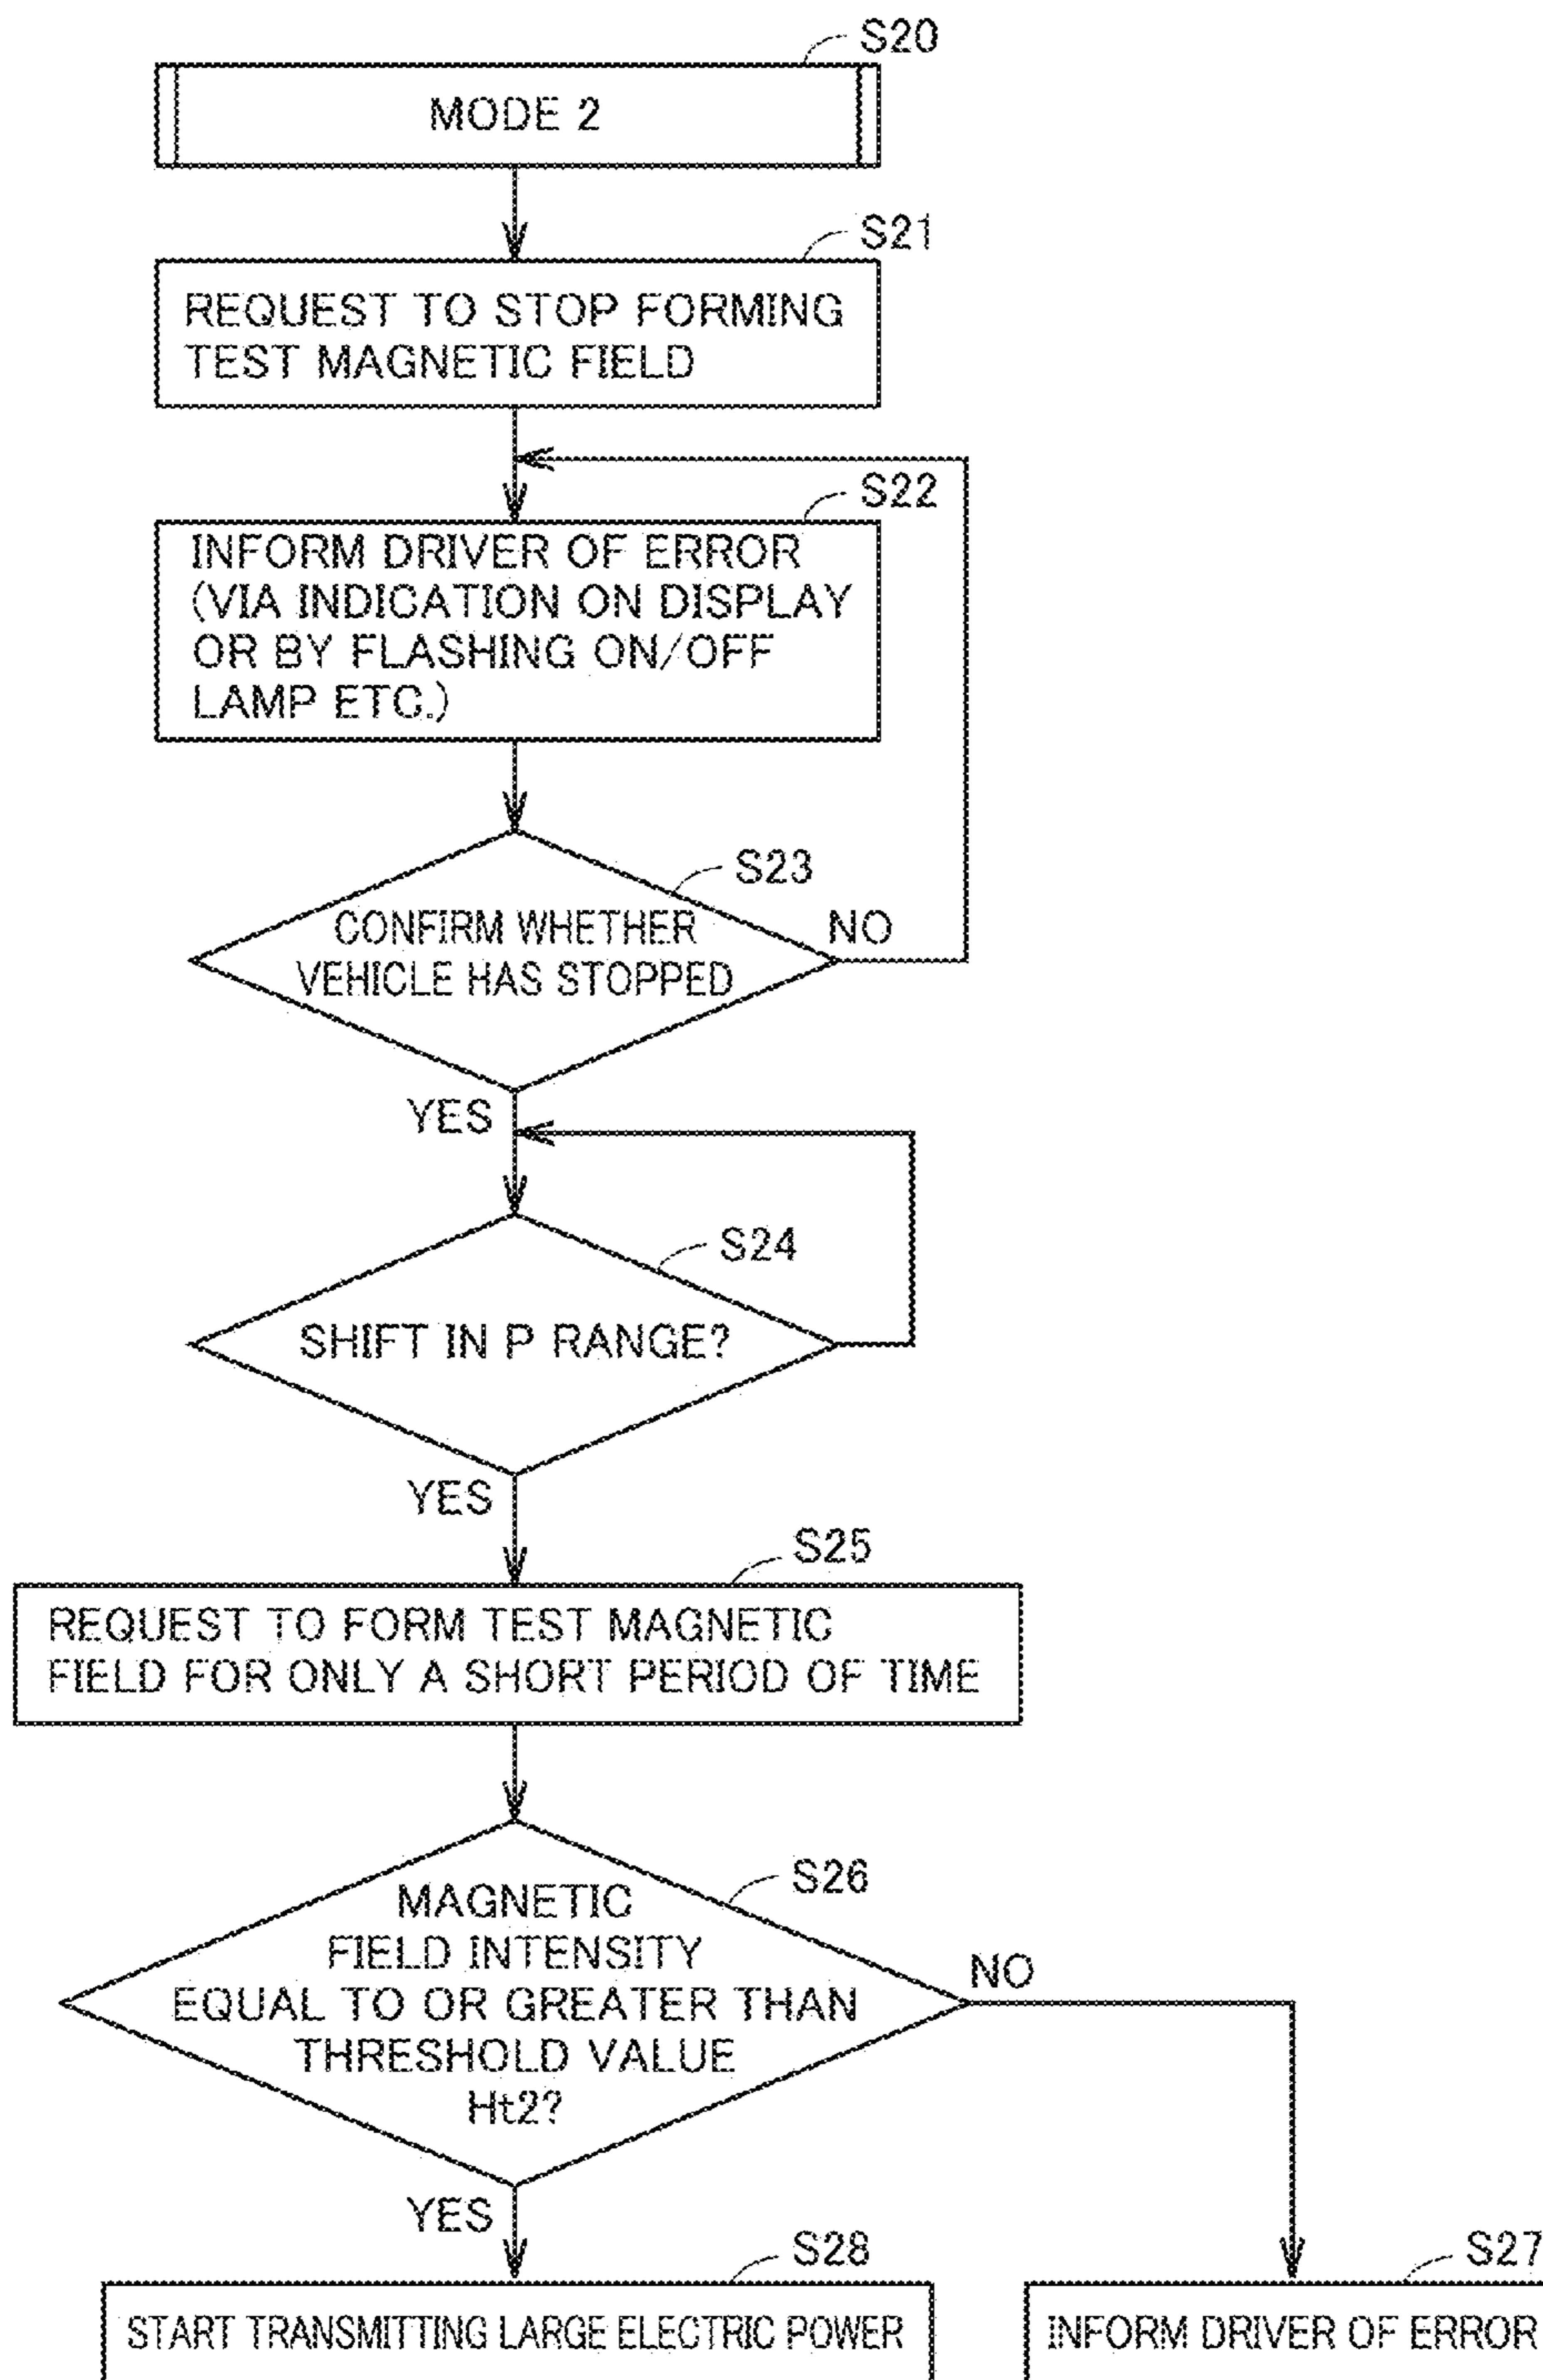 S20
MODE 2
S21
REQUEST TO STOP FORMING
TEST MAGNETIC FIELD
S22
INFORM DRIVER OF ERROR
(VIA INDICATION ON DISPLAY
OR BY FLASHING ON/OFF
LAMP ETC.)
S23
CONFIRM WHETHER
VEHICLE HAS STOPPED
NO
YES
S24
SHIFT IN P RANGE?
YES
S25
REQUEST TO FORM TEST MAGNETIC
FIELD FOR ONLY A SHORT PERIOD OF TIME
S26
MAGNETIC
FIELD INTENSITY
EQUAL TO OR GREATER THAN
THRESHOLD VALUE
Ht2?
NO
YES
S28
START TRANSMITTING LARGE ELECTRIC POWER
S27
INFORM DRIVER OF ERROR